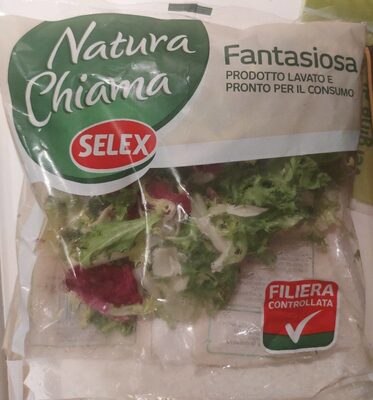 Natura
Chiama
SELEX
Fantasiosa
PRODOTTO LAVATO E
PRONTO PER IL CONSUMO
FILIERA
CONTROLLATA